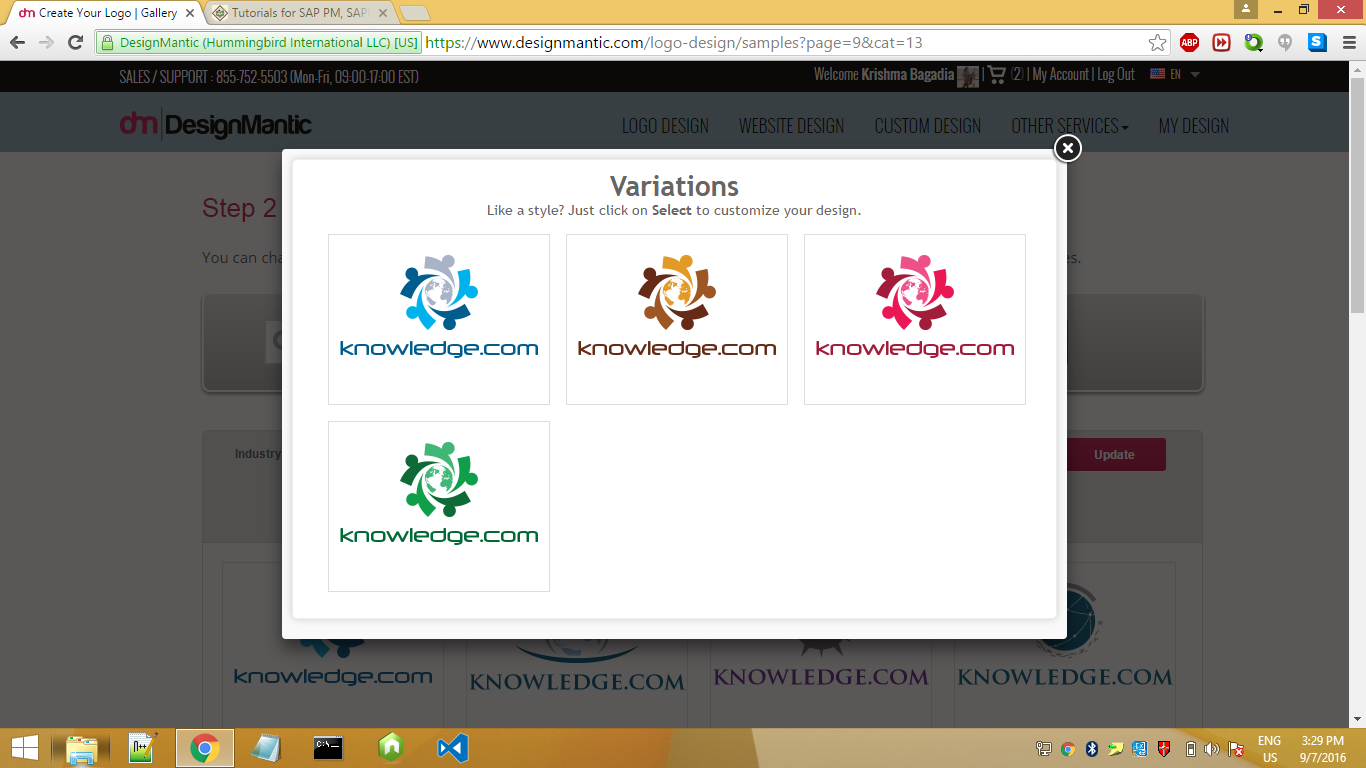 dm Create Your Logo | Gallery
Tutorials for SAP PM, SAP
DesignMantic (Hummingbird International LLC) [US]
https://www.designmantic.com/logo-design/samples?page=9&cat=13
ABP
SALES / SUPPORT : 855-752-5503 (Mon-Fri, 09:00-17:00 EST)
Welcome Krishma Bagadia | (2) | My Account | Log Out
EN
dm DesignMantic
LOGO DESIGN
WEBSITE DESIGN
CUSTOM DESIGN
OTHER SERVICES
MY DESIGN
Step 2
Variations
Like a style? Just click on Select to customize your design.
You can cha
es.
knowledge.com
knowledge.com
knowledge.com
Industry
Update
knowledge.com
knowledge.com
KNOWLEDGE.COM
KNOWLEDGE.COM
KNOWLEDGE.COM
N++
C:\
ENG
US
3:29 PM
9/7/2016